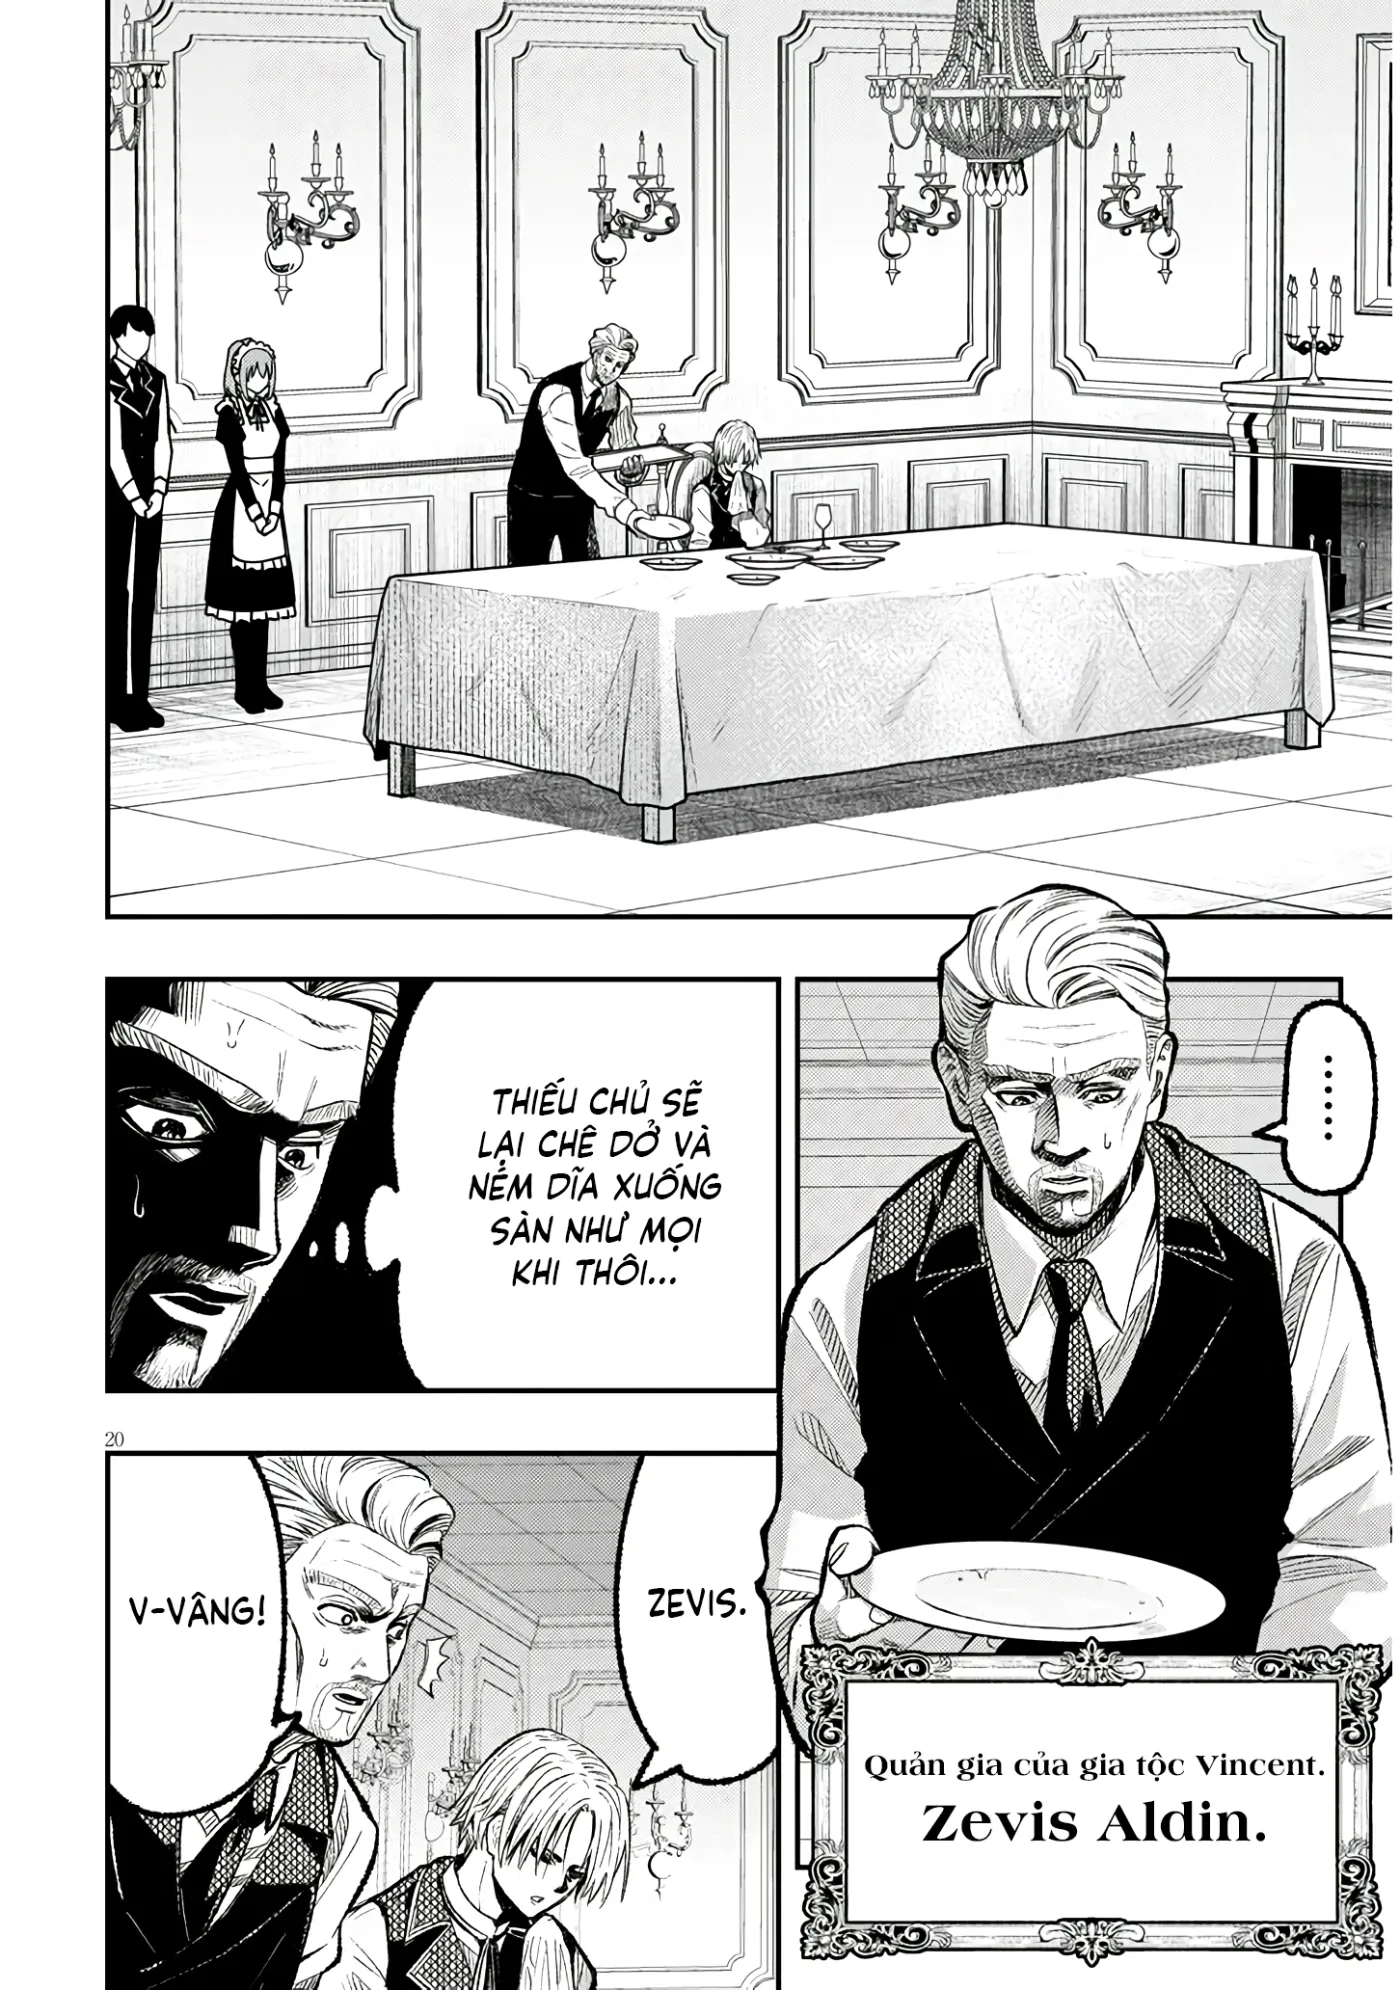 ......
Quản gia của gia tộc Vincent.
Zevis Aldin.
THIẾU CHỦ SẼ
LẠI CHÊ DỞ VÀ
NÉM DĨA XUỐNG
SÀN NHƯ MỌI
KHI THÔI...
20
ZEVIS.
V-VÂNG!